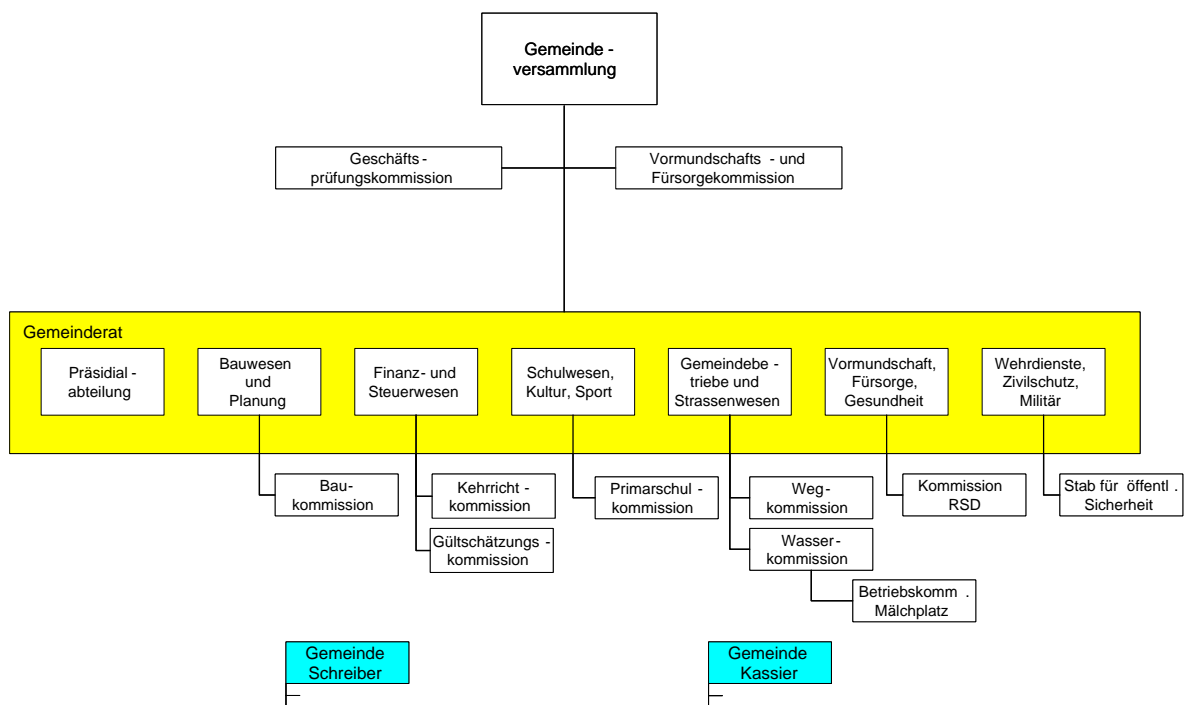 Gemeinde -
versammlung
Geschäfts -
prüfungskommission
Vormundschafts - und
Fürsorgekommission
Gemeinderat
Präsidial -
abteilung
Bauwesen
und
Planung
Finanz- und
Steuerwesen
Schulwesen,
Kultur, Sport
Gemeindebe -
triebe und
Strassenwesen
Vormundschaft,
Fürsorge,
Gesundheit
Wehrdienste,
Zivilschutz,
Militär
Bau-
kommission
Kehrricht -
kommission
Gültschätzungs -
kommission
Primarschul -
kommission
Weg-
kommission
Wasser-
kommission
Betriebskomm .
Mälchplatz
Kommission
RSD
Stab für öffentl .
Sicherheit
Gemeinde
Schreiber
Gemeinde
Kassier